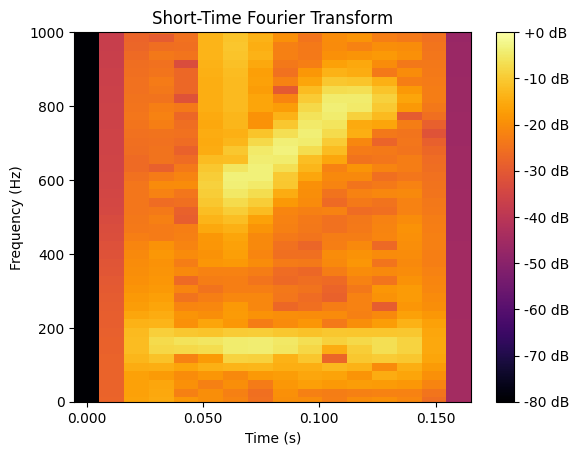 Short-Time Fourier Transform
1000
800
600
400
200
0
Frequency (Hz)
0.000
0.050
0.100
0.150
Time (s)
+0 dB
-10 dB
-20 dB
-30 dB
-40 dB
-50 dB
-60 dB
-70 dB
-80 dB